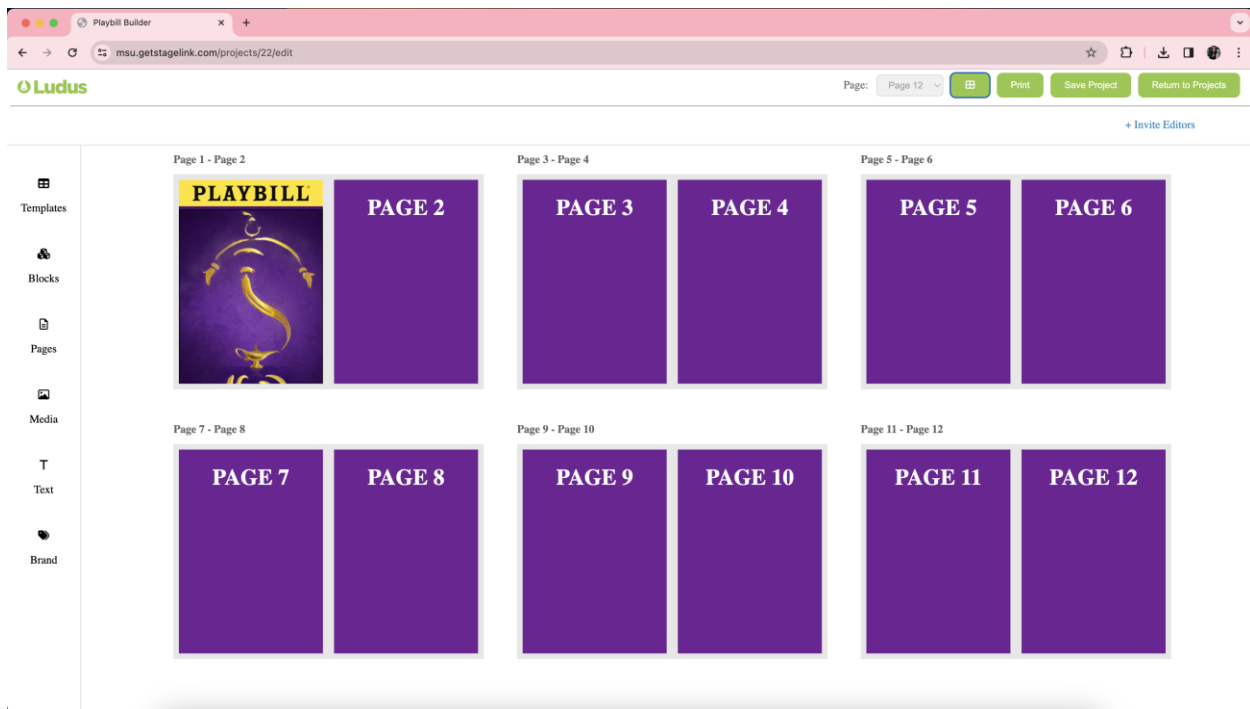 Playbill Builder
msu.getstagelink.com/projects/22/edit
Ludus
Page: Page 12
Print
Save Project
Return to Projects
+ Invite Editors
Templates
Blocks
Pages
Media
Text
Brand
Page 1 - Page 2
PLAYBILL
PAGE 2
Page 3 - Page 4
PAGE 3
PAGE 4
Page 5 - Page 6
PAGE 5
PAGE 6
Page 7 - Page 8
PAGE 7
PAGE 8
Page 9 - Page 10
PAGE 9
PAGE 10
Page 11 - Page 12
PAGE 11
PAGE 12